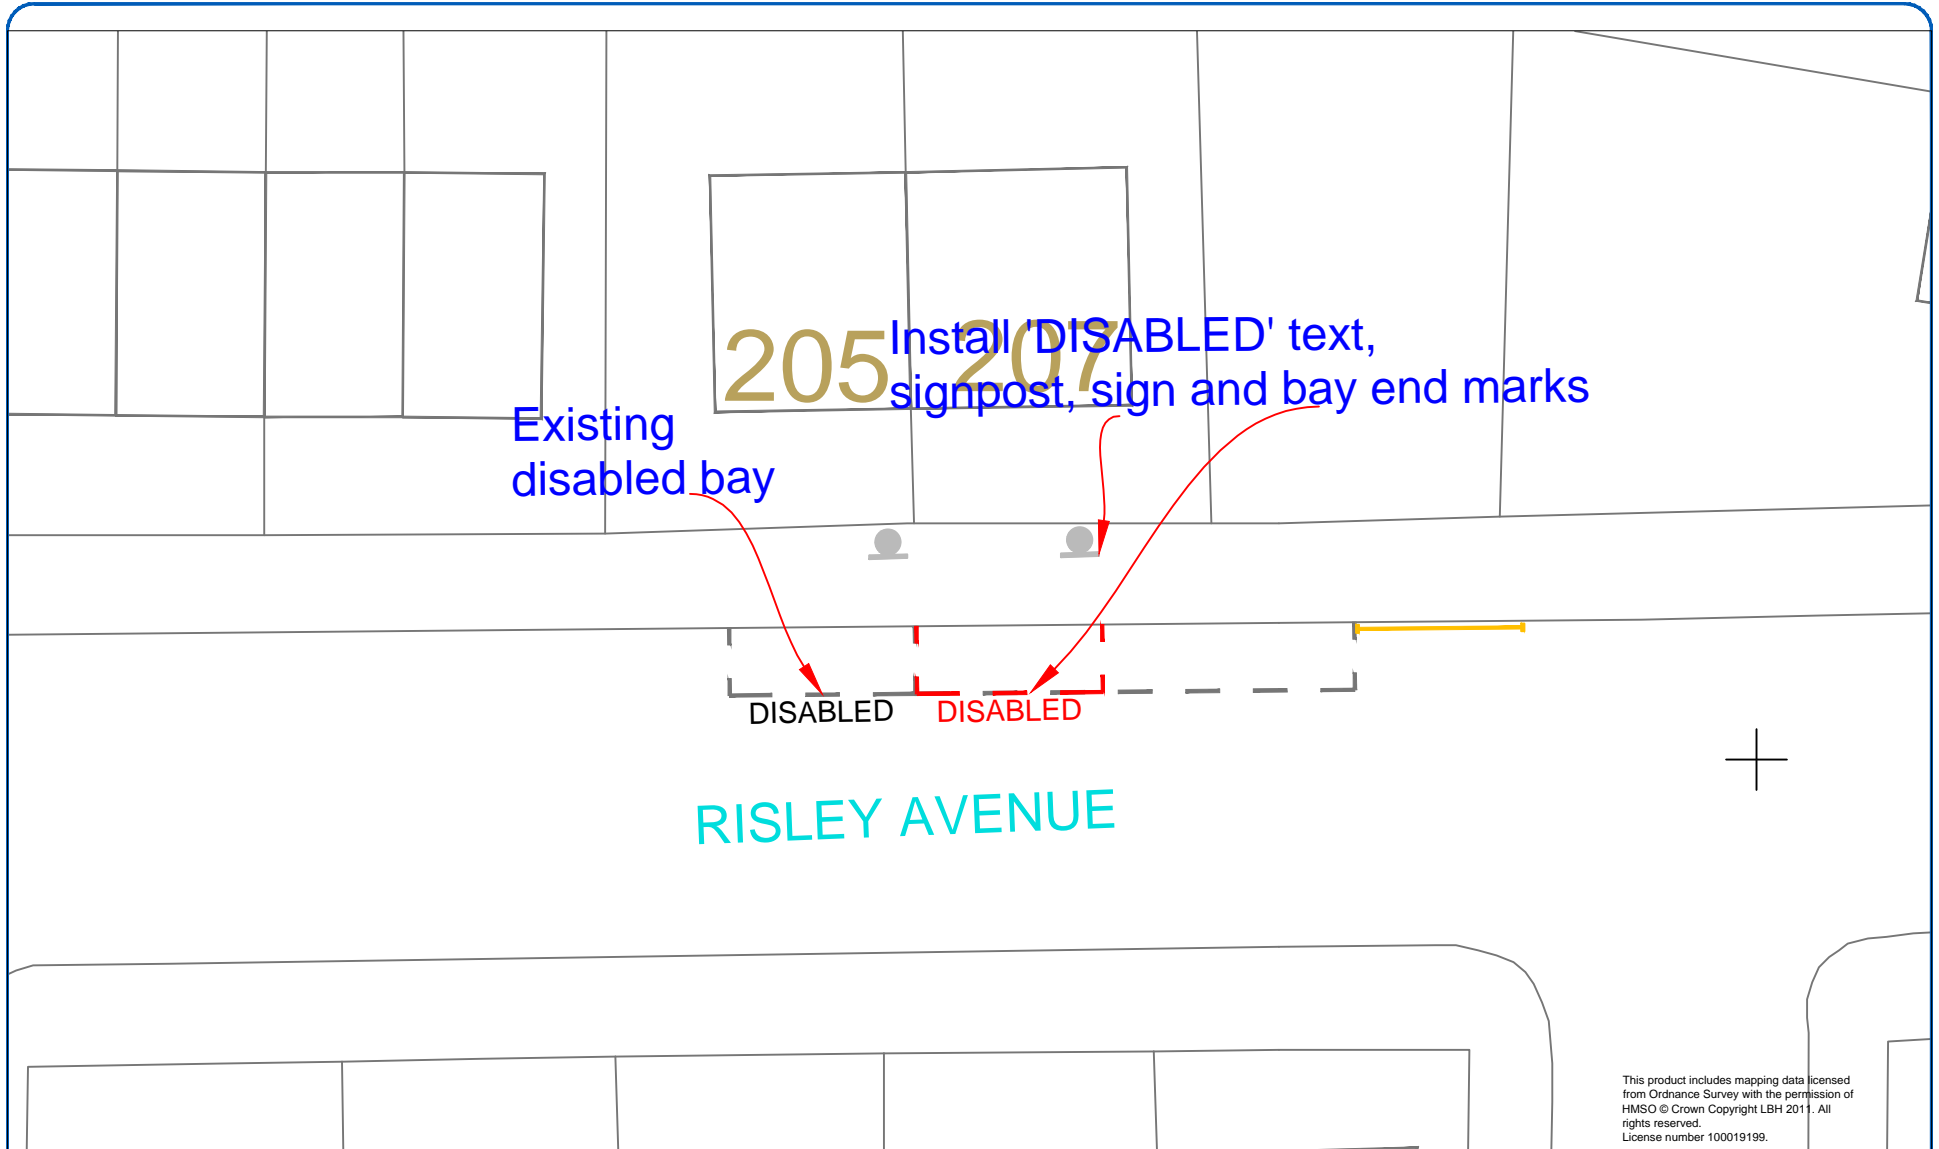 205
207
Install 'DISABLED' text,
signpost, sign and bay end marks
Existing
disabled bay
DISABLED
DISABLED
RISLEY AVENUE
This product includes mapping data licensed
from Ordnance Survey with the permission of
HMSO © Crown Copyright LBH 2011. All
rights reserved.
License number 100019199.